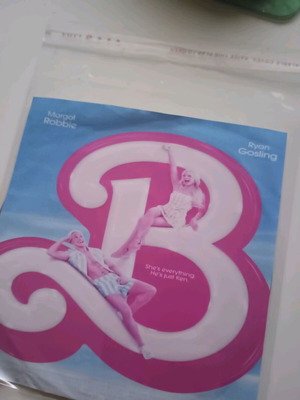 Margot
Robbie
Ryan
Gosling
B
She's everything.
He's just Ken.